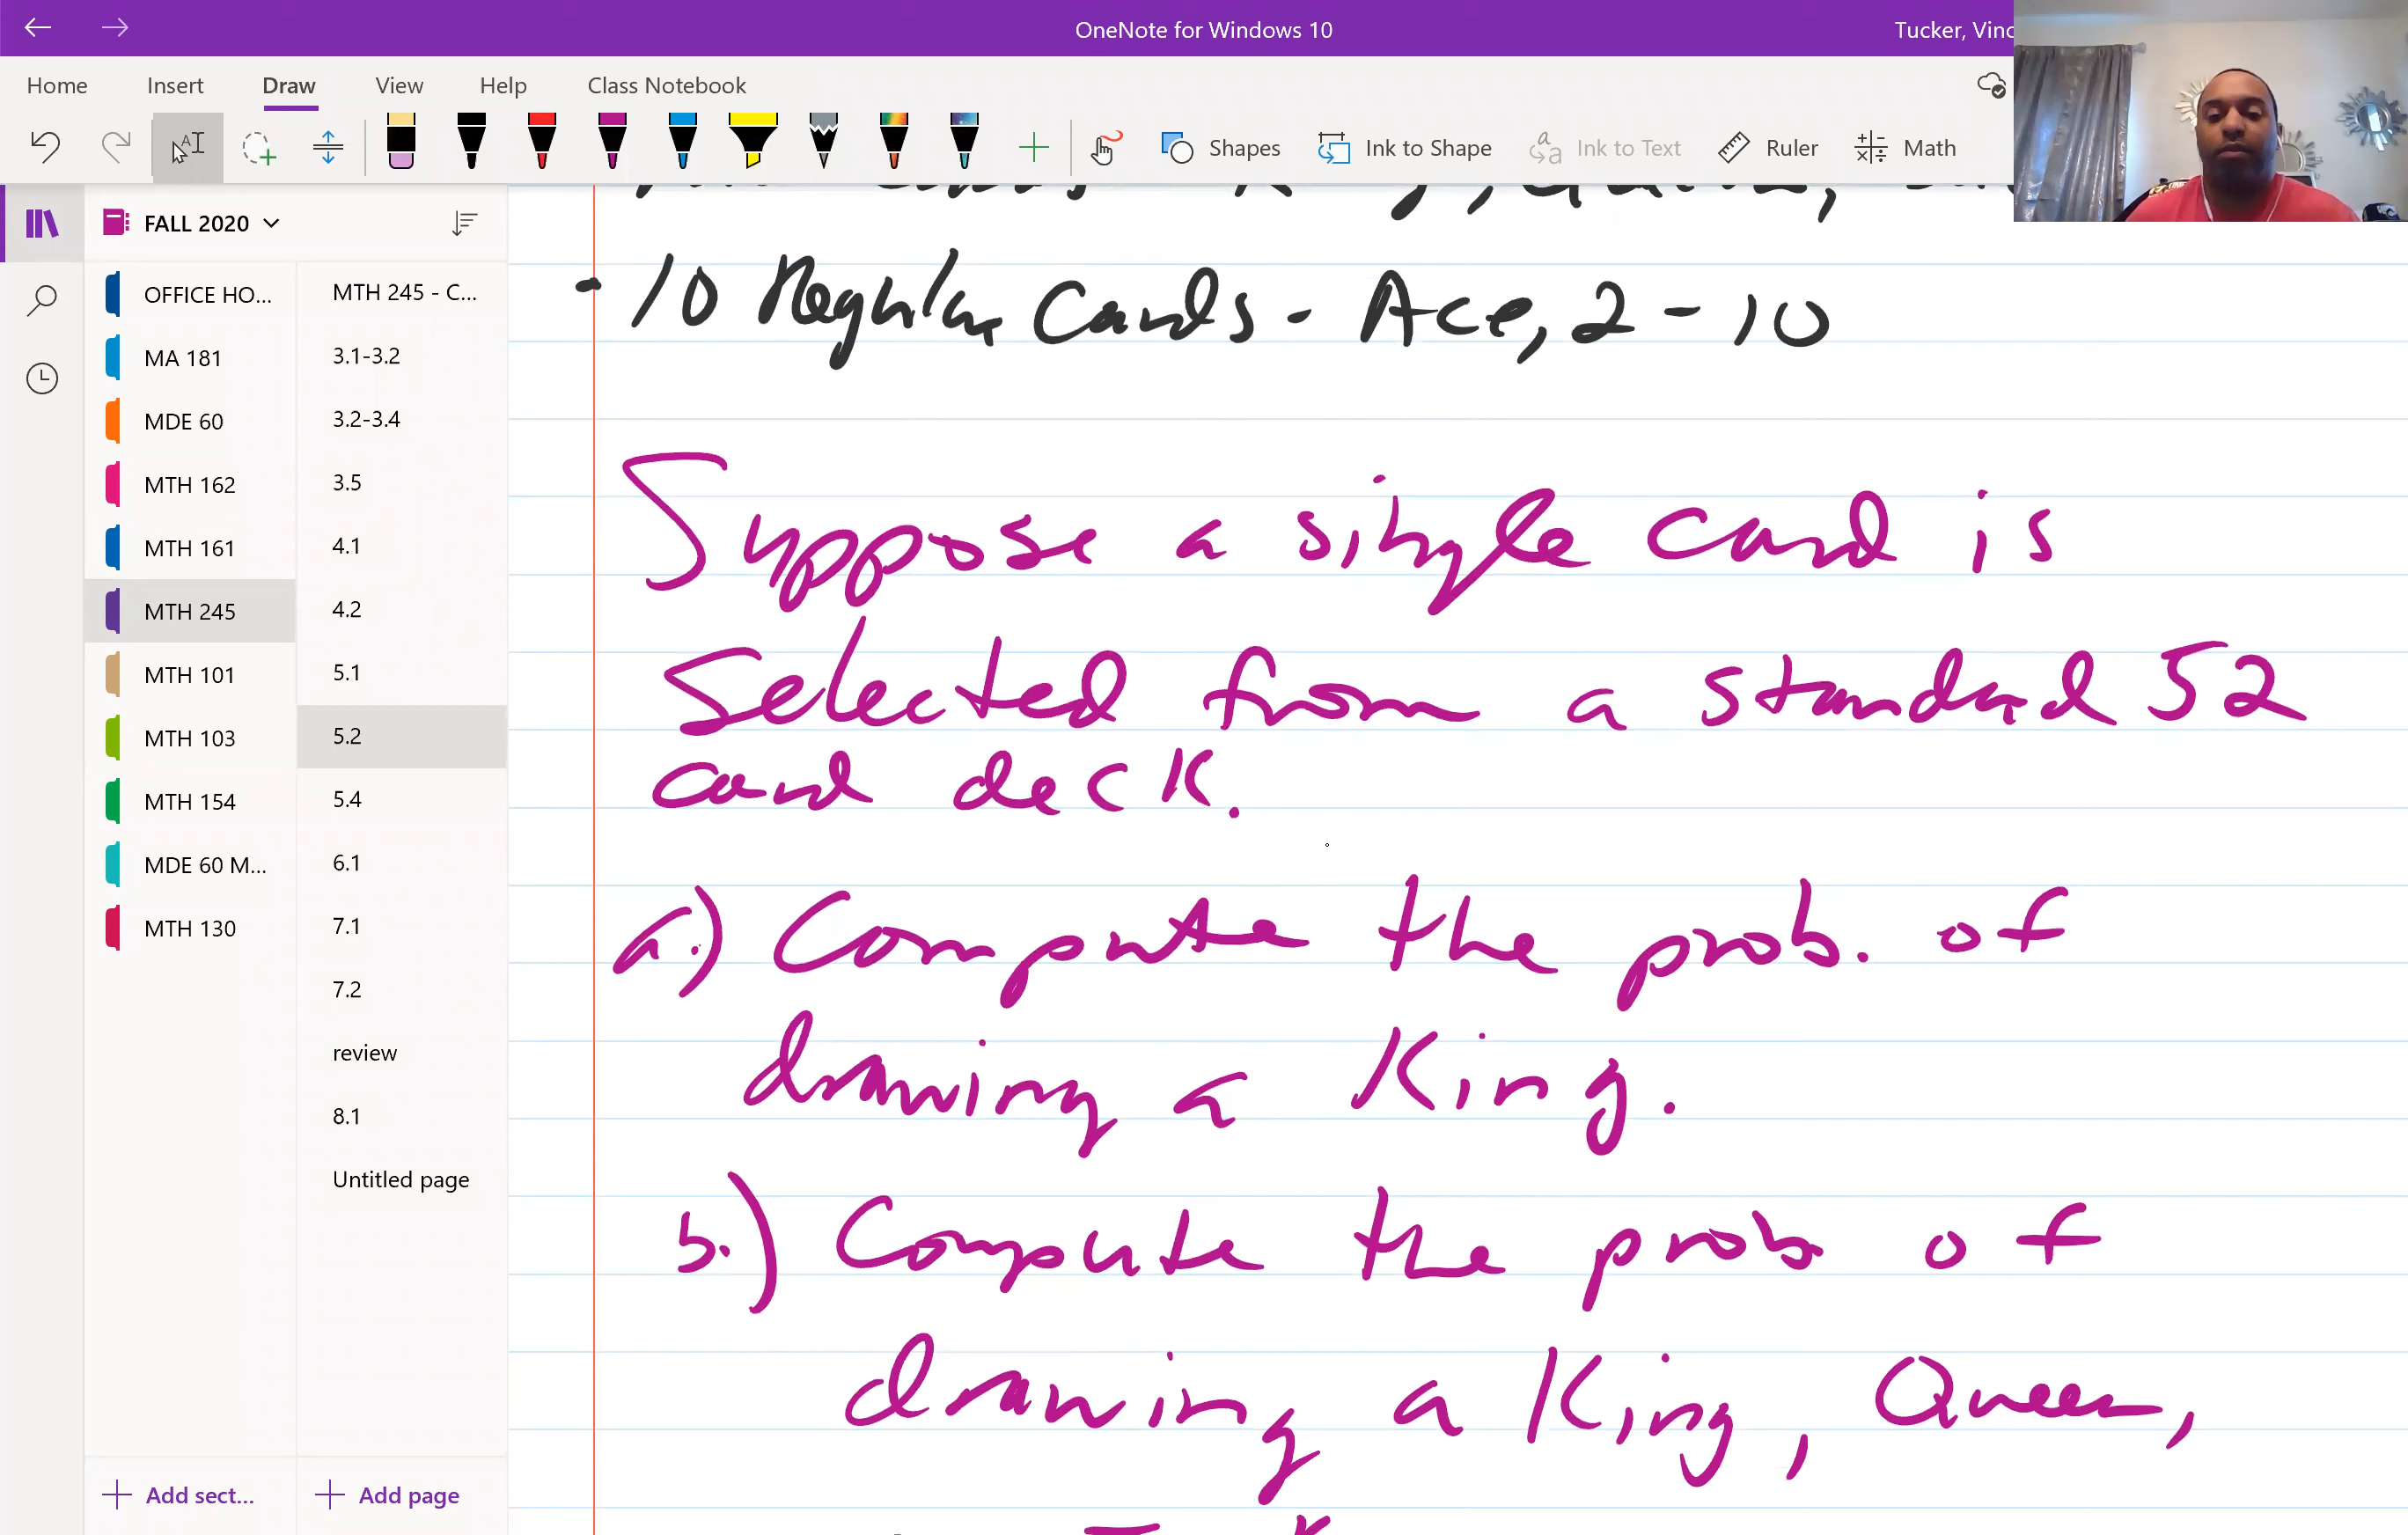 OneNote for Windows 10
Tucker, Vinc
Home Insert Draw View Help Class Notebook
Shapes Ink to Shape Ink to Text Ruler Math
FALL 2020
OFFICE HO...
MA 181
MDE 60
MTH 162
MTH 161
MTH 245
MTH 101
MTH 103
MTH 154
MDE 60 M...
MTH 130
Add sect...
MTH 245 - C...
3.1-3.2
3.2-3.4
3.5
4.1
4.2
5.1
5.2
5.4
6.1
7.1
7.2
review
8.1
Untitled page
Add page
- 10 Regular Cards - Ace, 2 - 10
Suppose a single card is
Selected from a standard 52
card deck.
a.) Compute the prob. of
drawing a King.
b.) Compute the prob of
drawing a King, Queen,